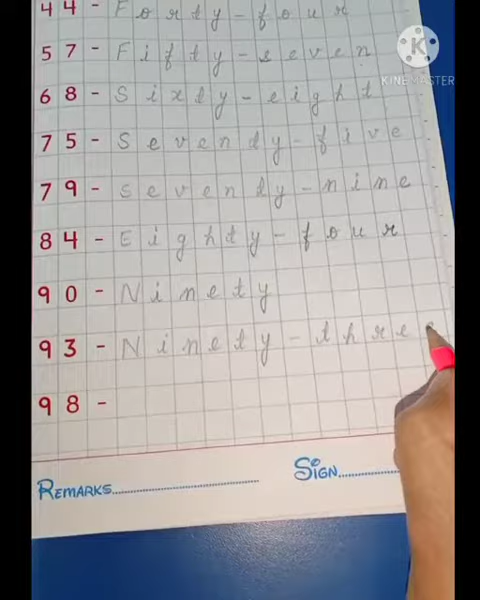 44 - Forty-four
57 - Fifty-seven
K
KINEMASTER
68 - Sixty-eight
75 - Seventy-five
79 - seventy-nine
84 - Eighty-four
90 - Ninety
93 - Ninety-three
98 -
REMARKS
SIGN